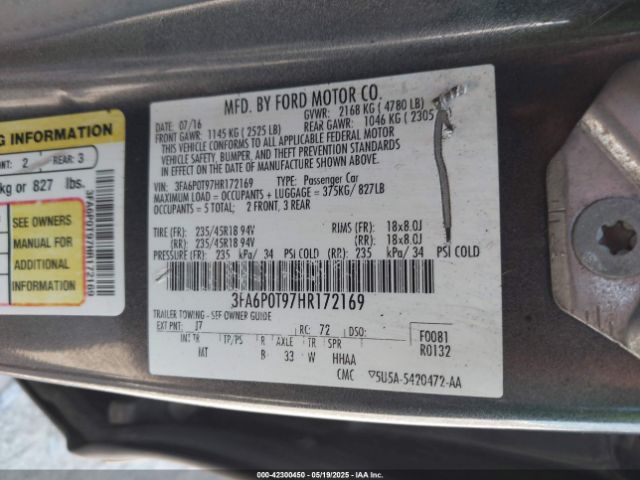 MFD. BY FORD MOTOR CO.
DATE: 07/16 GVWR: 2168 KG ( 4780 LB)
FRONT GAWR: 1145 KG ( 2525 LB) REAR GAWR: 1046 KG ( 2305
THIS VEHICLE CONFORMS TO ALL APPLICABLE FEDERAL MOTOR
VEHICLE SAFETY, BUMPER, AND THEFT PREVENTION STANDARDS
IN EFFECT ON THE DATE OF MANUFACTURE SHOWN ABOVE.
VIN: 3FA6P0T97HR172169 TYPE: Passenger Car
MAXIMUM LOAD = OCCUPANTS + LUGGAGE = 375KG/ 827LB
OCCUPANTS = 5 TOTAL; 2 FRONT, 3 REAR
TIRE (FR): 235/45R18 94V RIMS (FR): 18x8.0J
(RR): 235/45R18 94V (RR): 18x8.0J
PRESSURE (FR): 235 kPa/ 34 PSI COLD (RR): 235 kPa/ 34 PSI COLD
3FA6P0T97HR172169
TRAILER TOWING - SEE OWNER GUIDE
EXT PNT: J7 RC: 72 DSO: F0081
INT TR TP/PS R AXLE TR SPR R0132
MT B 33 W HHAA
CMC 5U5A-5420472-AA
G INFORMATION
NT: 2 REAR: 3
kg or 827 lbs.
SEE OWNERS
MANUAL FOR
ADDITIONAL
INFORMATION
3FA6P0T97HR172169
000-42300450 - 05/19/2025 - IAAI.COM